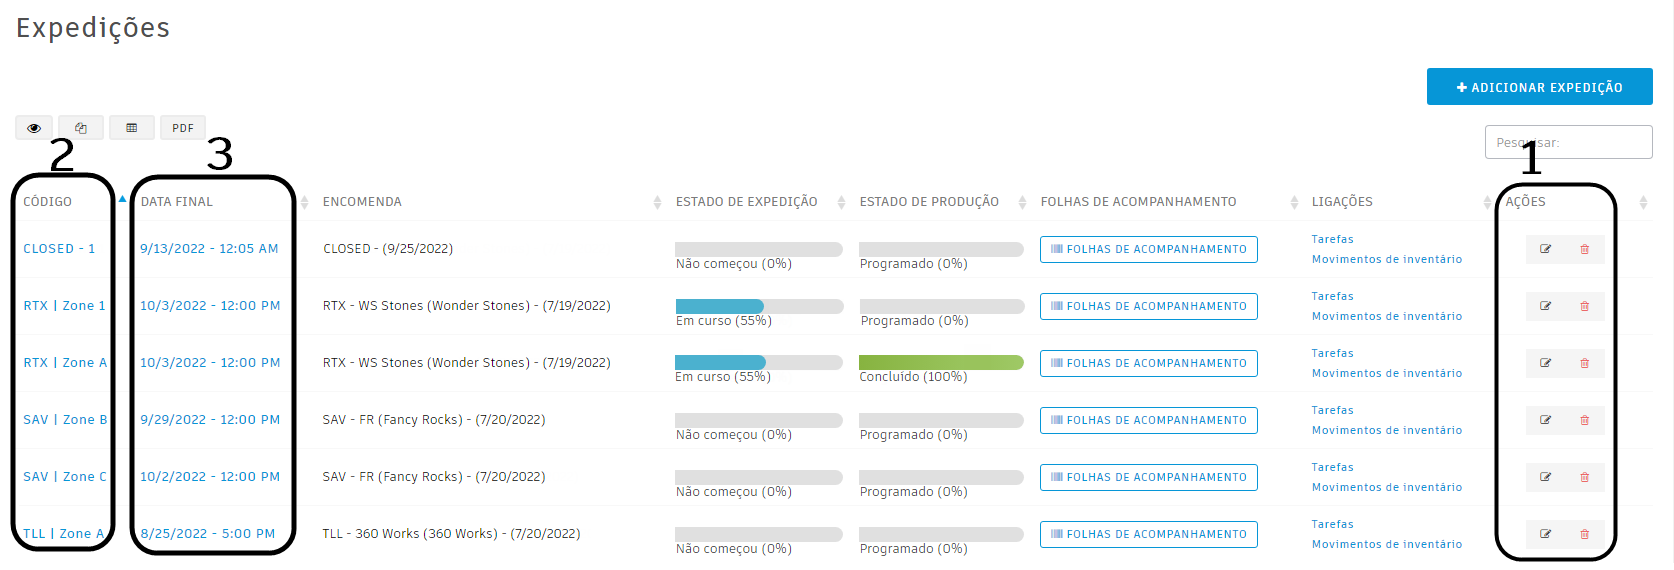 Expedições
ADICIONAR EXPEDIÇÃO
PDF
Pesquisar:
2
3
1
CÓDIGO DATA FINAL ENCOMENDA ESTADO DE EXPEDIÇÃO ESTADO DE PRODUÇÃO FOLHAS DE ACOMPANHAMENTO LIGAÇÕES AÇÕES
CLOSED - 1 9/13/2022 - 12:05 AM CLOSED - (9/25/2022) Não começou (0%) Programado (0%) FOLHAS DE ACOMPANHAMENTO Tarefas
Movimentos de inventário
RTX | Zone 1 10/3/2022 - 12:00 PM RTX - WS Stones (Wonder Stones) - (7/19/2022) Em curso (55%) Programado (0%) FOLHAS DE ACOMPANHAMENTO Tarefas
Movimentos de inventário
RTX | Zone A 10/3/2022 - 12:00 PM RTX - WS Stones (Wonder Stones) - (7/19/2022) Em curso (55%) Concluído (100%) FOLHAS DE ACOMPANHAMENTO Tarefas
Movimentos de inventário
SAV | Zone B 9/29/2022 - 12:00 PM SAV - FR (Fancy Rocks) - (7/20/2022) Não começou (0%) Programado (0%) FOLHAS DE ACOMPANHAMENTO Tarefas
Movimentos de inventário
SAV | Zone C 10/2/2022 - 12:00 PM SAV - FR (Fancy Rocks) - (7/20/2022) Não começou (0%) Programado (0%) FOLHAS DE ACOMPANHAMENTO Tarefas
Movimentos de inventário
TLL | Zone A 8/25/2022 - 5:00 PM TLL - 360 Works (360 Works) - (7/20/2022) Não começou (0%) Programado (0%) FOLHAS DE ACOMPANHAMENTO Tarefas
Movimentos de inventário